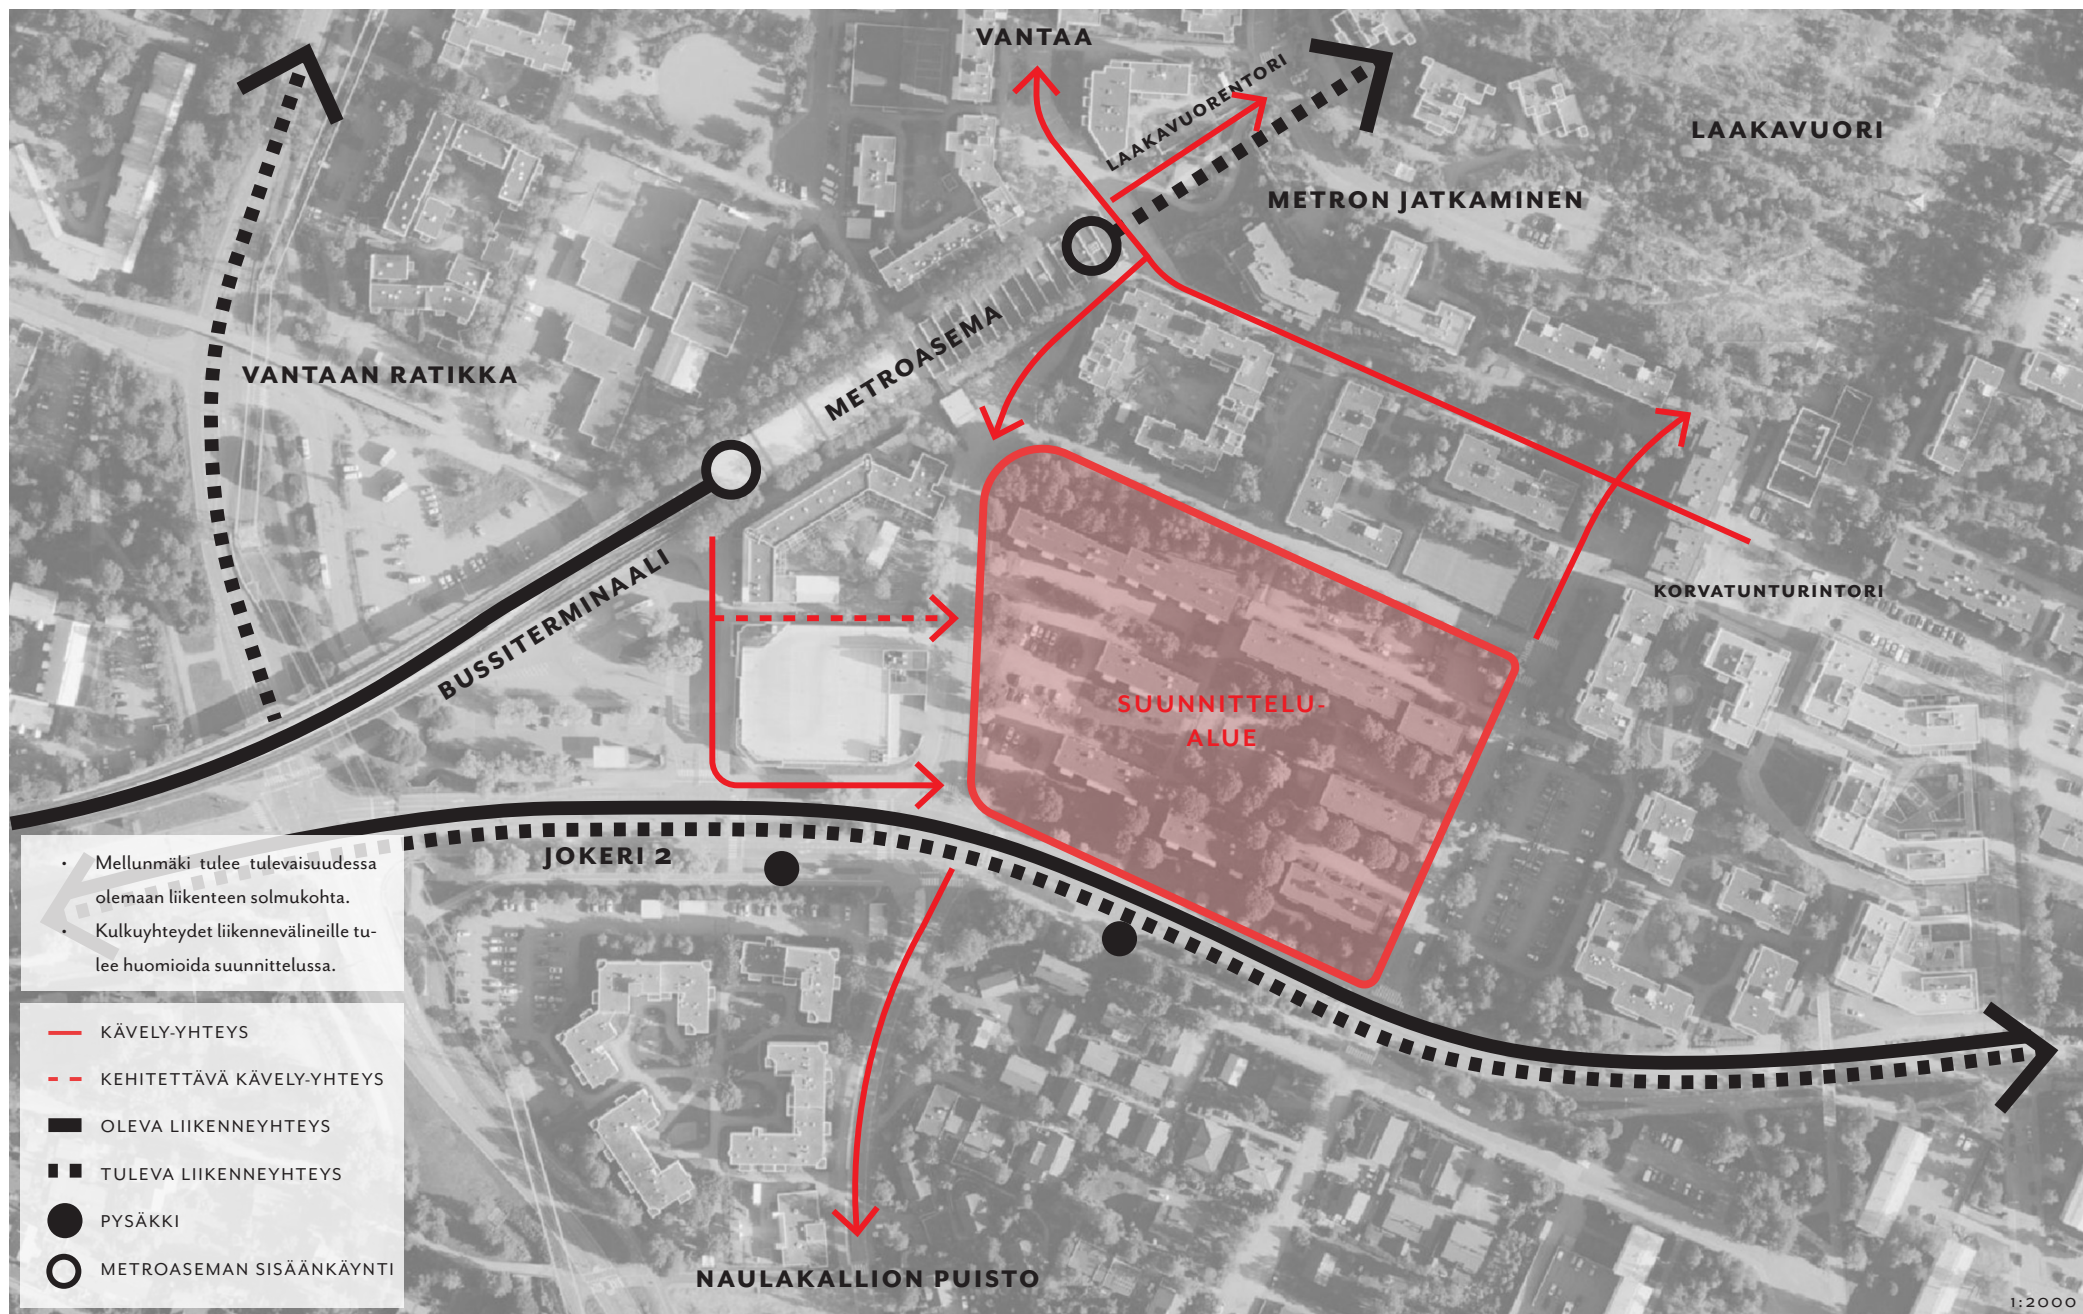 VANTAA
LAAKAVUORENTORI
LAAKAVUORI
METRON JATKAMINEN
METROASEMA
VANTAAN RATIKKA
BUSSITERMINAALI
KORVATUNTURINTORI
SUUNNITTELU-
ALUE
JOKERI 2
• Mellunmäki tulee tulevaisuudessa
olemaan liikenteen solmukohta.
• Kulkuyhteydet liikennevälineille tu-
lee huomioida suunnittelussa.
KÄVELY-YHTEYS
KEHITETTÄVÄ KÄVELY-YHTEYS
OLEVA LIIKENNEYHTEYS
TULEVA LIIKENNEYHTEYS
PYSÄKKI
METROASEMAN SISÄÄNKÄYNTI
NAULAKALLION PUISTO
1:2000